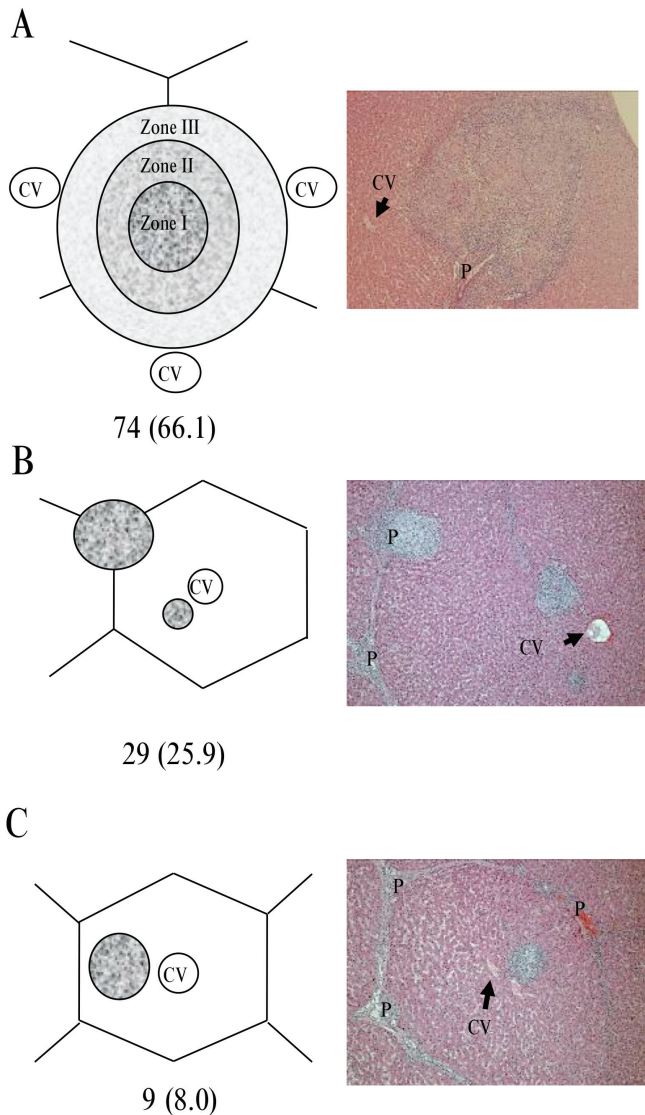 A
Zone III
Zone II
Zone I
CV
CV
CV
74 (66.1)
CV
P
B
CV
29 (25.9)
P
P
CV
C
CV
9 (8.0)
P
P
P
CV